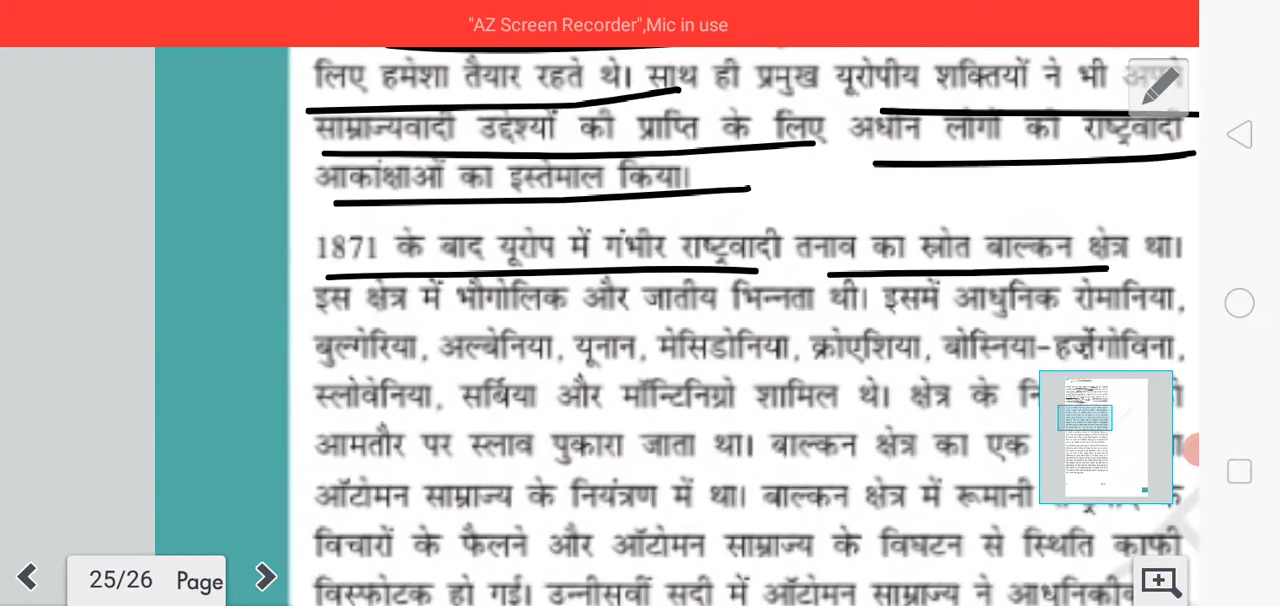 "AZ Screen Recorder",Mic in use
लिए हमेशा तैयार रहते थे। साथ ही प्रमुख यूरोपीय शक्तियों ने भी अपने
साम्राज्यवादी उद्देश्यों की प्राप्ति के लिए अधीन लोगों की राष्ट्रवादी
आकांक्षाओं का इस्तेमाल किया।
1871 के बाद यूरोप में गंभीर राष्ट्रवादी तनाव का स्रोत बाल्कन क्षेत्र था।
इस क्षेत्र में भौगोलिक और जातीय भिन्नता थी। इसमें आधुनिक रोमानिया,
बुल्गेरिया, अल्बेनिया, यूनान, मेसिडोनिया, क्रोएशिया, बोस्निया-हर्ज़ेगोविना,
स्लोवेनिया, सर्बिया और मॉन्टिनिग्रो शामिल थे। क्षेत्र के
आमतौर पर स्लाव पुकारा जाता था। बाल्कन क्षेत्र का एक
ऑटोमन साम्राज्य के नियंत्रण में था। बाल्कन क्षेत्र में रूमानी
विचारों के फैलने और ऑटोमन साम्राज्य के विघटन से स्थिति काफी
विस्फोटक हो गई। उन्नीसवीं सदी में ऑटोमन साम्राज्य ने
25/26 Page